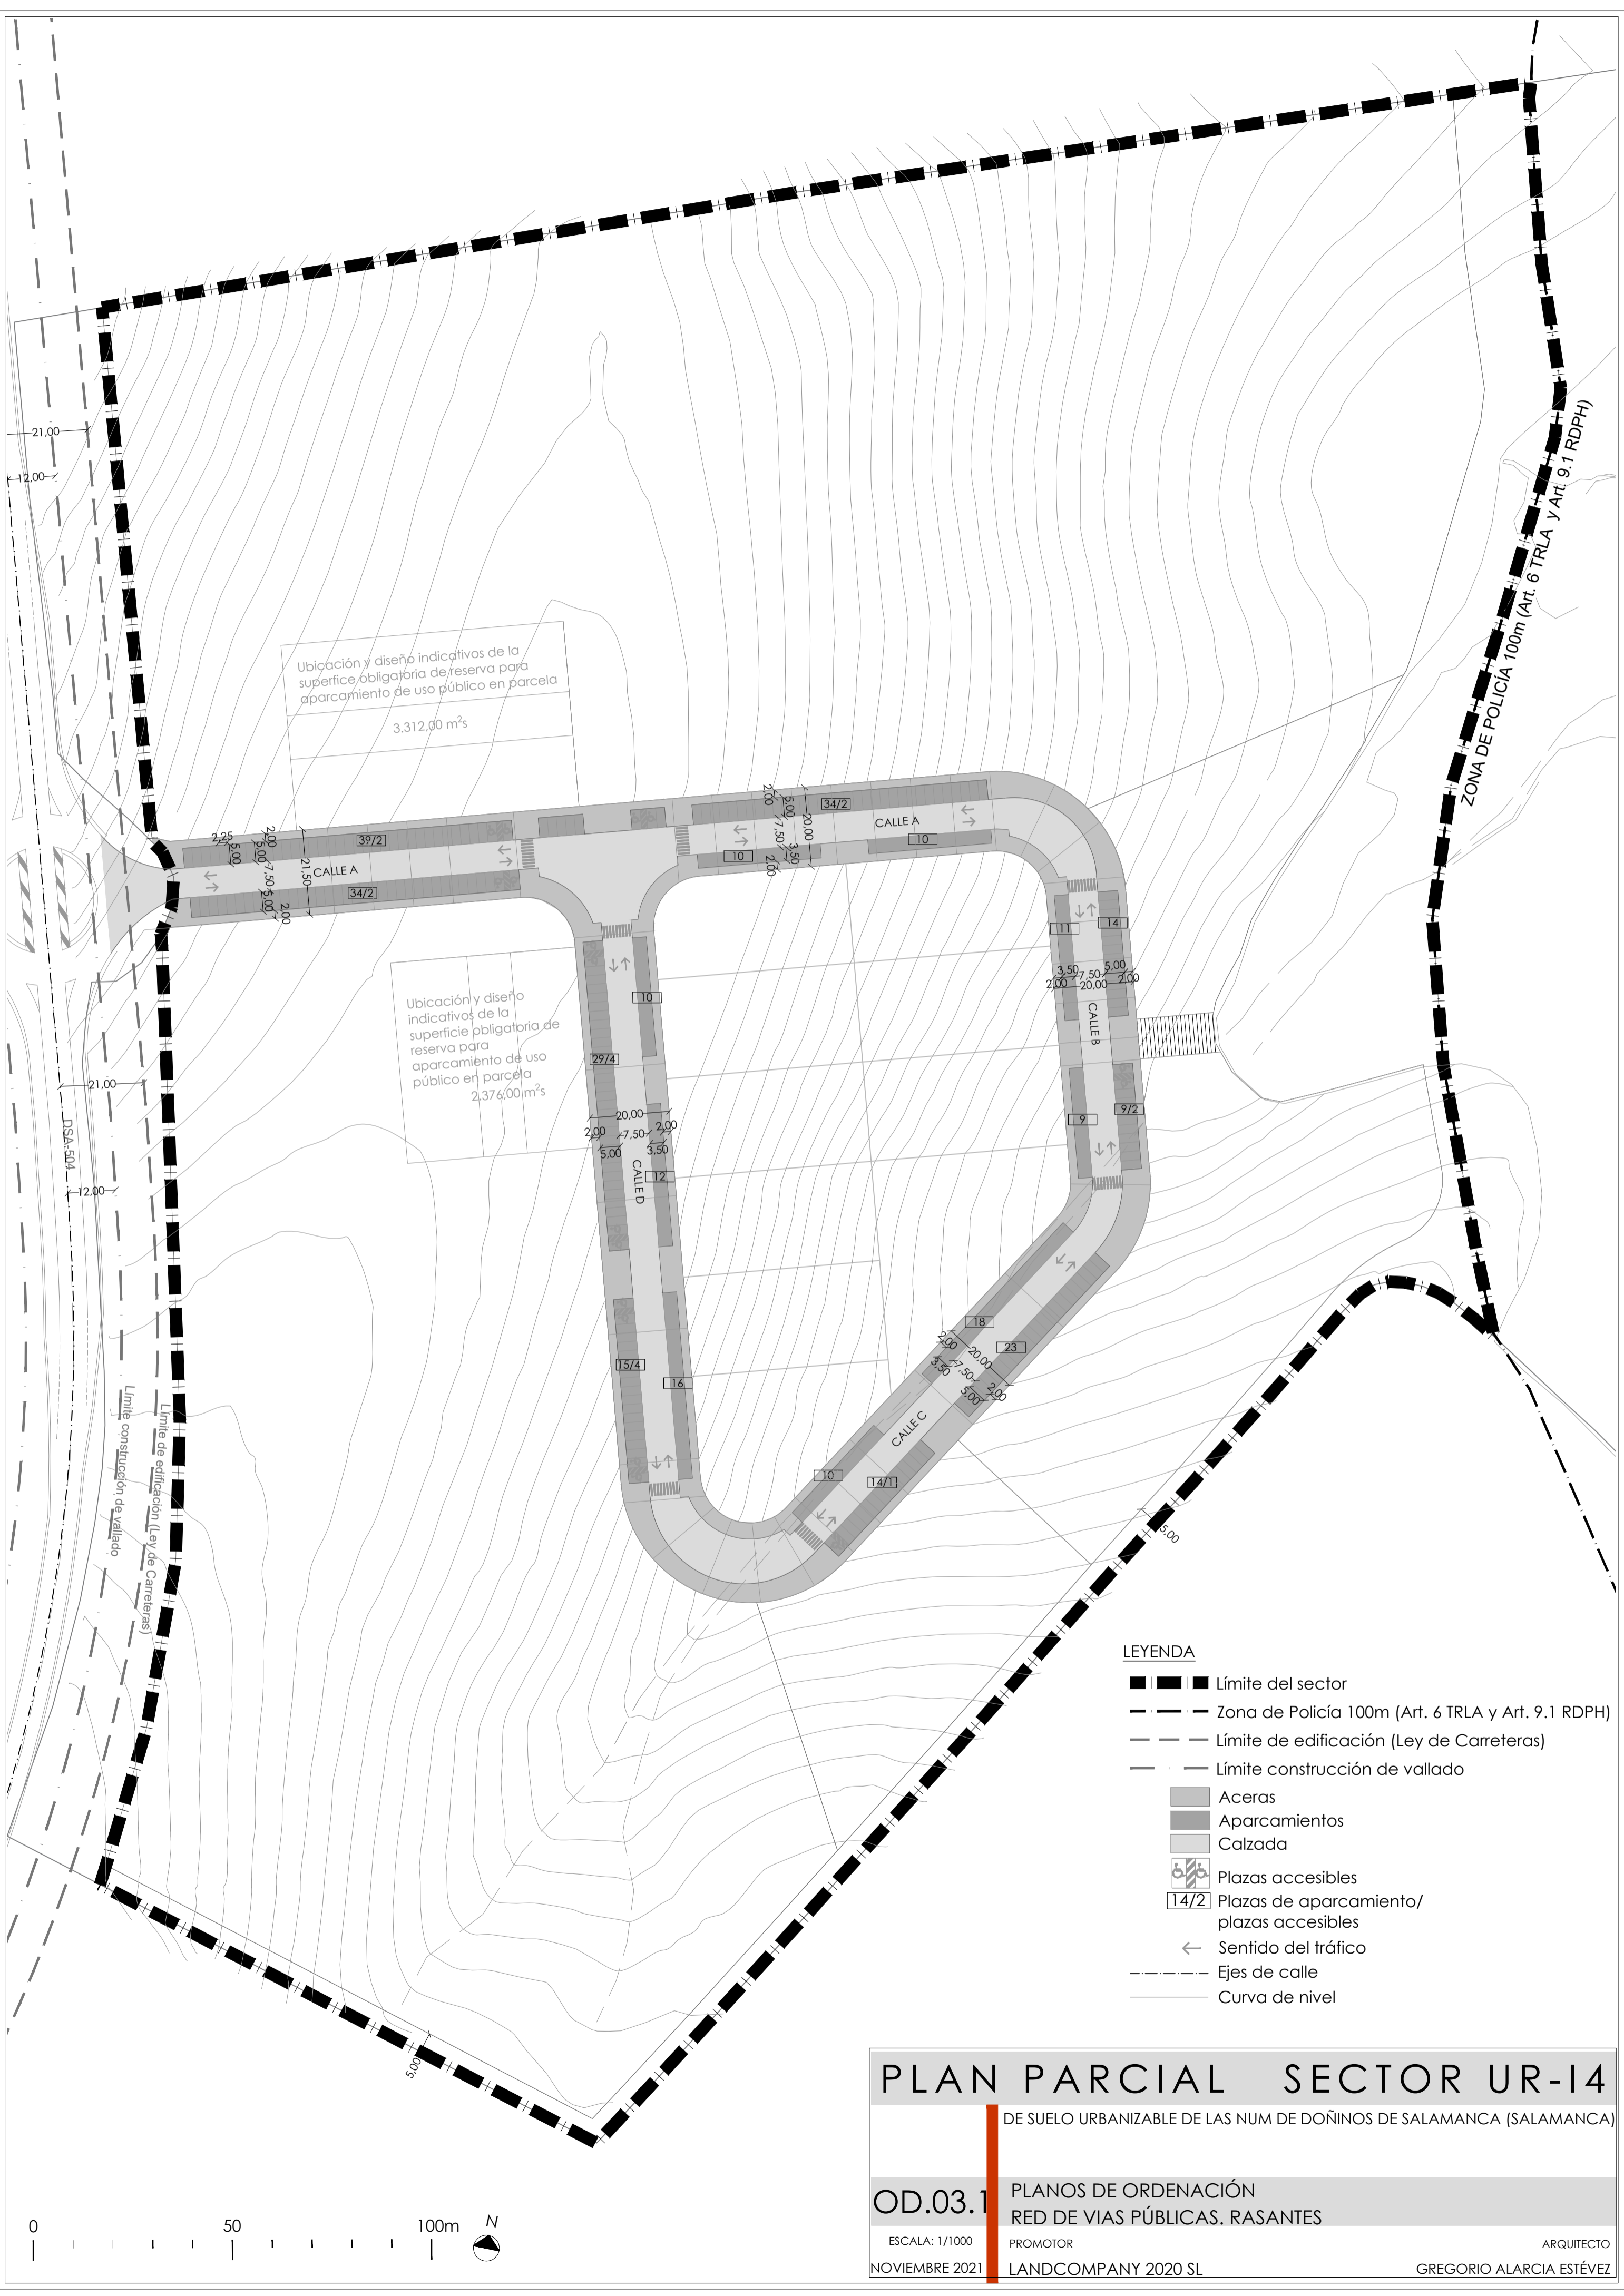 21,00
12,00
ZONA DE POLICÍA 100m (Art. 6 TRLA y Art. 9.1 RDPH)
Ubicación y diseño indicativos de la
superfice obligatoria de reserva para
aparcamiento de uso público en parcela
3.312,00 m²s
2,25
5,00
2,00
5,00
7,50
5,00
2,00
39/2
21,50
CALLE A
34/2
2,00
5,00
7,50
20,00
3,50
2,00
34/2
CALLE A
10
10
11
14
3,50
7,50
5,00
2,00
20,00
2,00
CALLE B
9
9/2
Ubicación y diseño
indicativos de la
superficie obligatoria de
reserva para
aparcamiento de uso
público en parcela
2.376,00 m²s
10
29/4
20,00
2,00
7,50
2,00
5,00
3,50
CALLE D
12
15/4
16
21,00
DSA-504
12,00
Límite construcción de vallado
Límite de edificación (Ley de Carreteras)
18
23
2,00
20,00
3,50
7,50
5,00
2,00
CALLE C
10
14/1
5,00
5,00
LEYENDA
Límite del sector
Zona de Policía 100m (Art. 6 TRLA y Art. 9.1 RDPH)
Límite de edificación (Ley de Carreteras)
Límite construcción de vallado
Aceras
Aparcamientos
Calzada
Plazas accesibles
14/2 Plazas de aparcamiento/
plazas accesibles
Sentido del tráfico
Ejes de calle
Curva de nivel
0 50 100m N
PLAN PARCIAL SECTOR UR-I4
DE SUELO URBANIZABLE DE LAS NUM DE DOÑINOS DE SALAMANCA (SALAMANCA)
OD.03.1
PLANOS DE ORDENACIÓN
RED DE VIAS PÚBLICAS. RASANTES
ESCALA: 1/1000
PROMOTOR
ARQUITECTO
NOVIEMBRE 2021
LANDCOMPANY 2020 SL
GREGORIO ALARCIA ESTÉVEZ